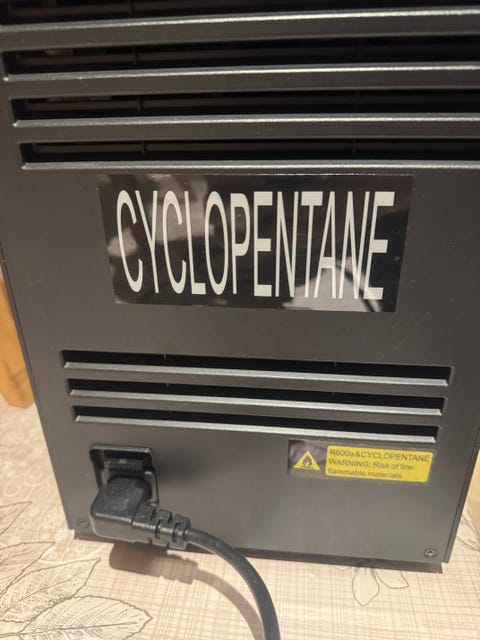 CYCLOPENTANE
R600a&CYCLOPENTANE
WARNING: Risk of fire/
flammable materials